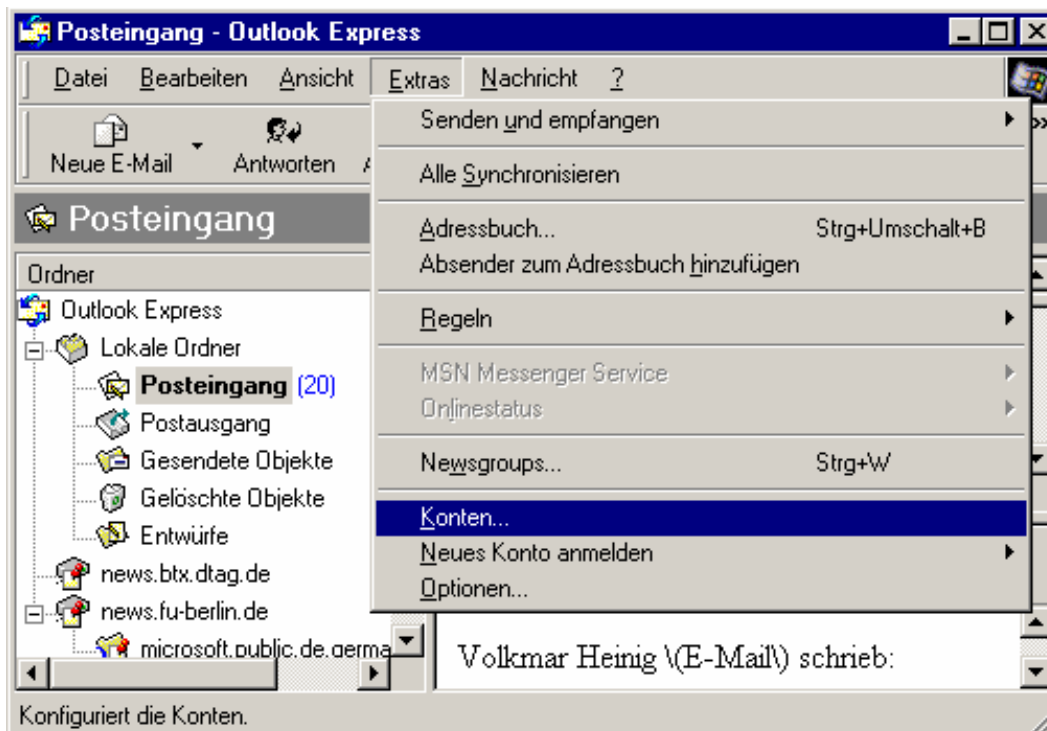 Posteingang - Outlook Express
Datei Bearbeiten Ansicht Extras Nachricht ?
Neue E-Mail Antworten
Posteingang
Ordner
Outlook Express
Lokale Ordner
Posteingang (20)
Postausgang
Gesendete Objekte
Gelöschte Objekte
Entwürfe
news.btx.dtag.de
news.fu-berlin.de
microsoft.public.de.germa
Senden und empfangen
Alle Synchronisieren
Adressbuch... Strg+Umschalt+B
Absender zum Adressbuch hinzufügen
Regeln
MSN Messenger Service
Onlinestatus
Newsgroups... Strg+W
Konten...
Neues Konto anmelden
Optionen...
Volkmar Heinig \(E-Mail\) schrieb:
Konfiguriert die Konten.